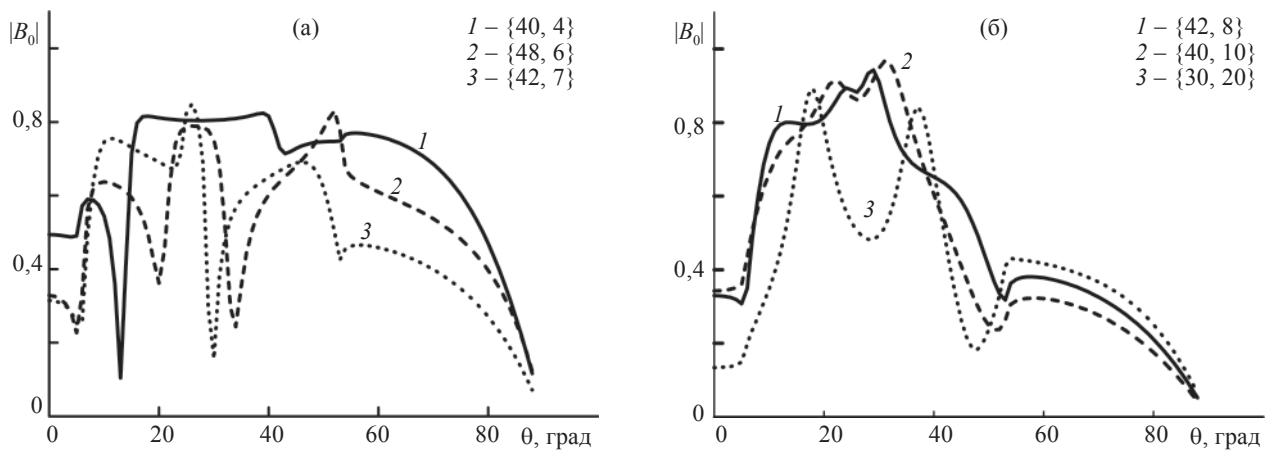 |B₀|
(а)
1 – {40, 4}
2 – {48, 6}
3 – {42, 7}
0,8
0,4
0
1
2
3
0 20 40 60 80 θ, град
|B₀|
(б)
1 – {42, 8}
2 – {40, 10}
3 – {30, 20}
0,8
0,4
0
2
1
3
0 20 40 60 80 θ, град